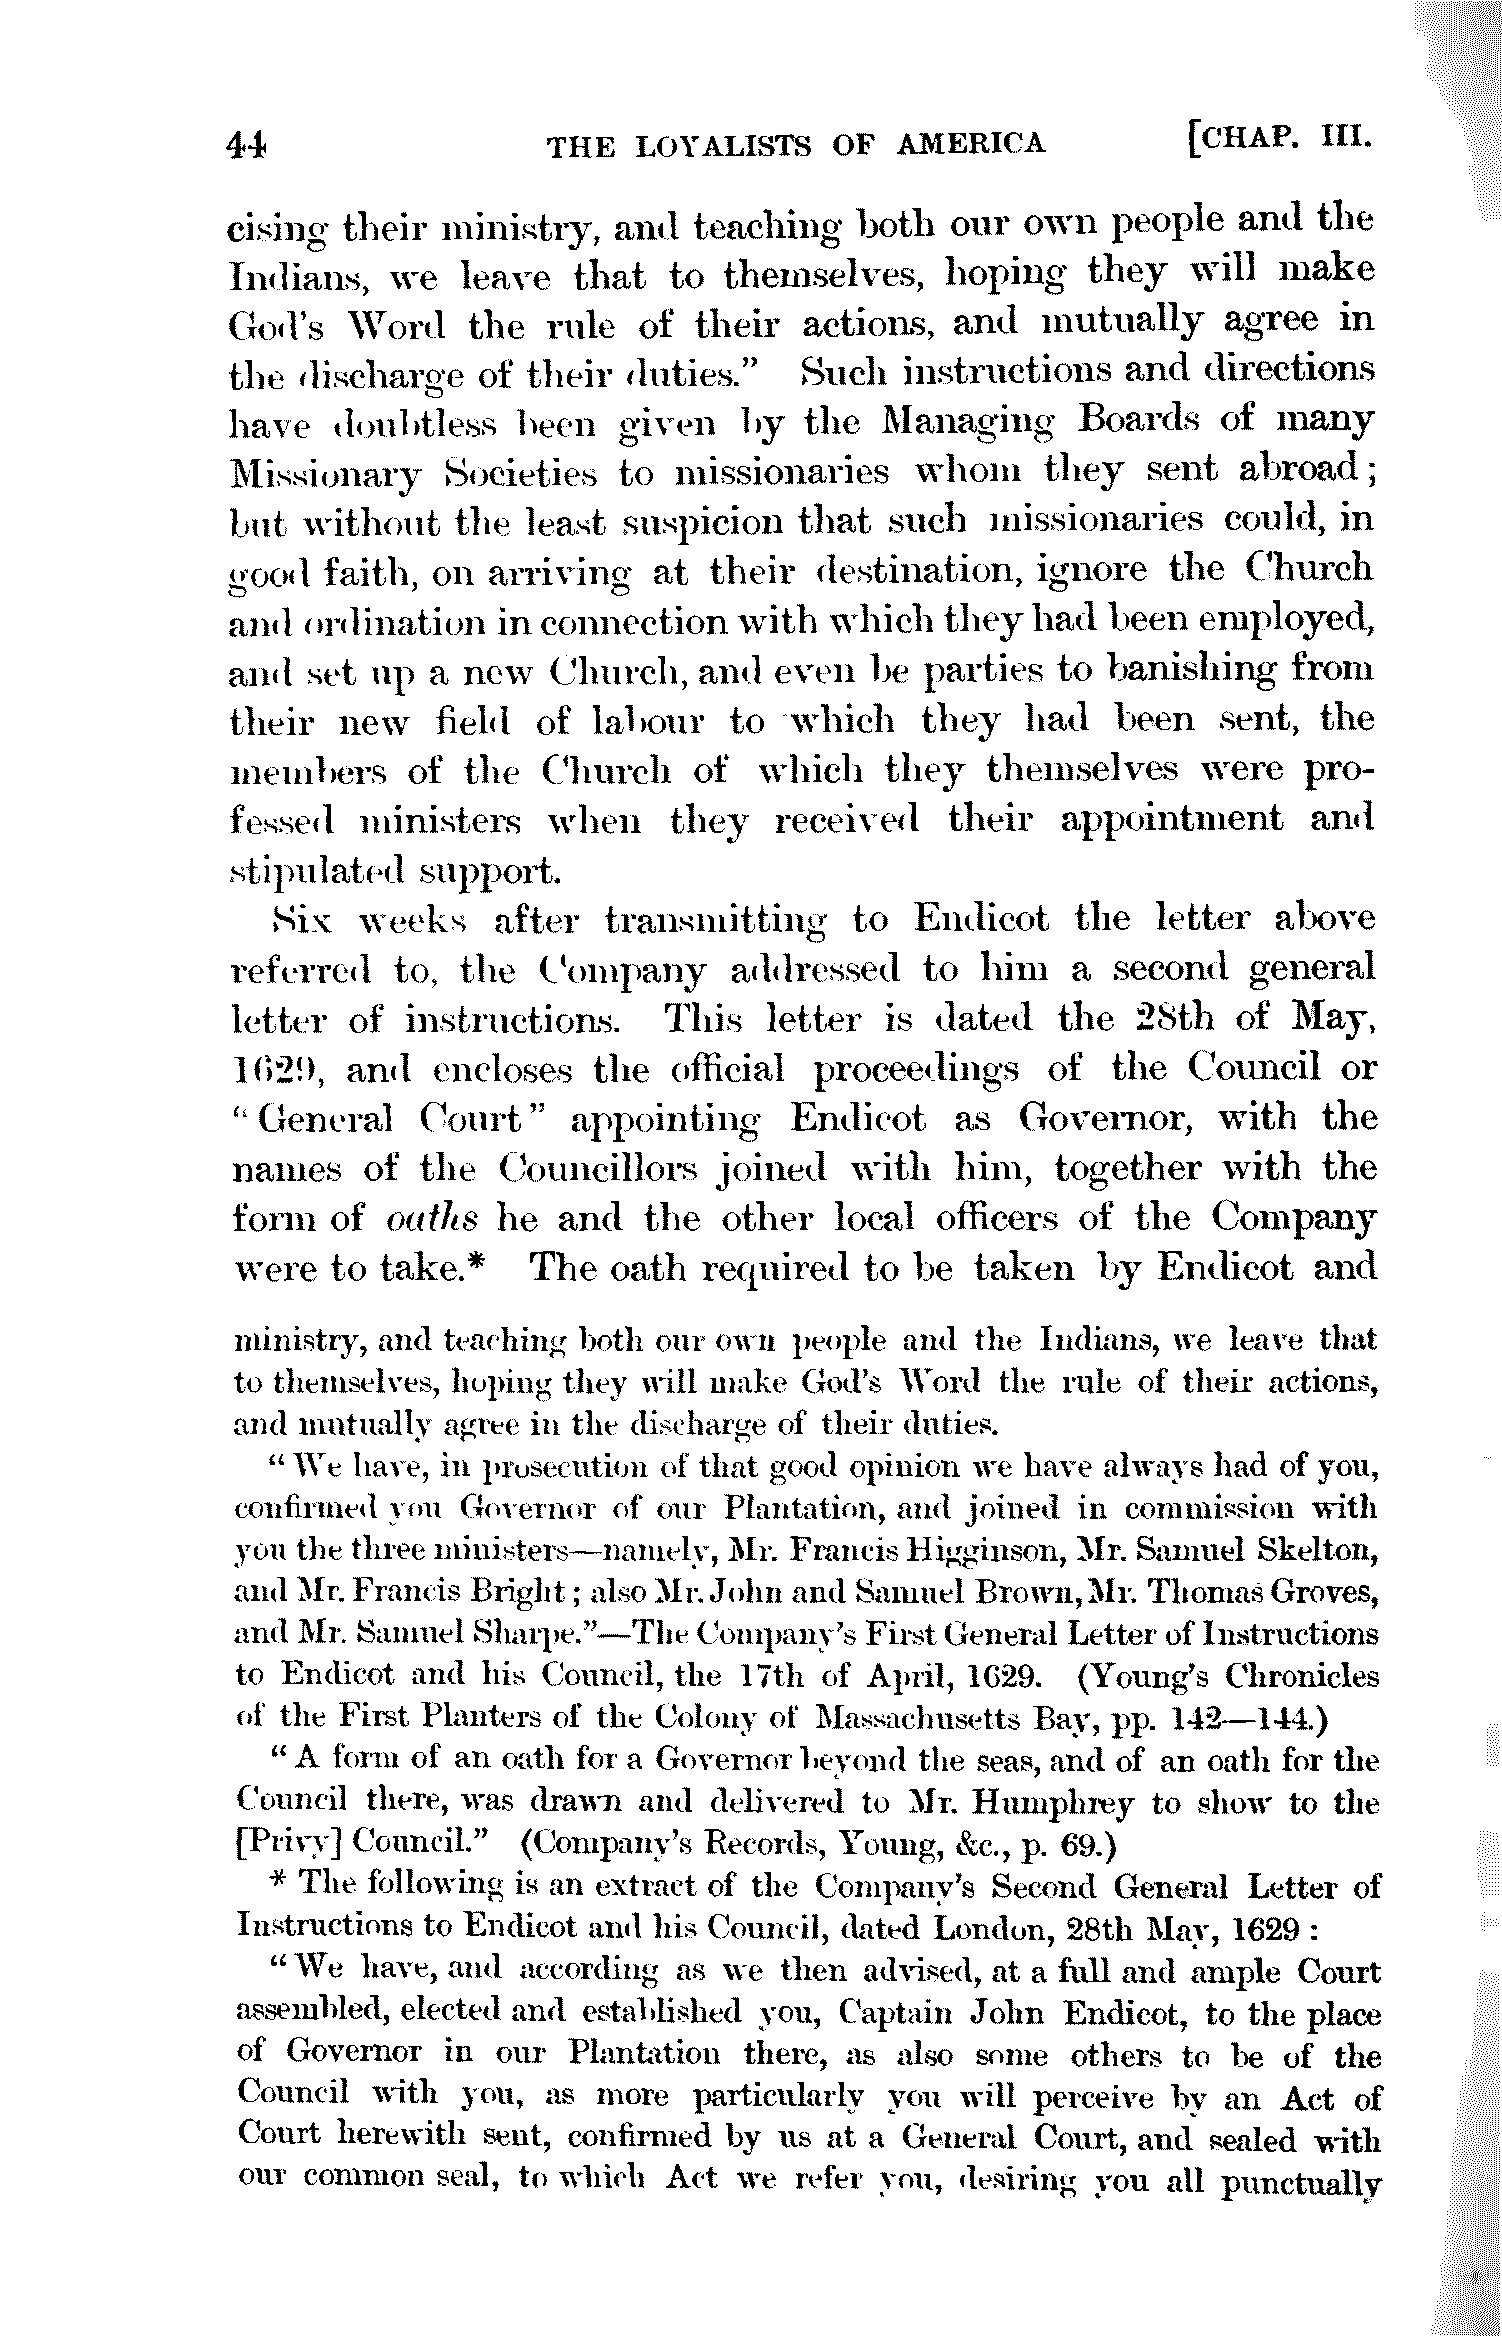 44 THE LOYALISTS OF AMERICA [CHAP. III.
cising their ministry, and teaching both our own people and the
Indians, we leave that to themselves, hoping they will make
God's Word the rule of their actions, and mutually agree in
the discharge of their duties." Such instructions and directions
have doubtless been given by the Managing Boards of many
Missionary Societies to missionaries whom they sent abroad;
but without the least suspicion that such missionaries could, in
good faith, on arriving at their destination, ignore the Church
and ordination in connection with which they had been employed,
and set up a new Church, and even be parties to banishing from
their new field of labour to which they had been sent, the
members of the Church of which they themselves were pro-
fessed ministers when they received their appointment and
stipulated support.
Six weeks after transmitting to Endicot the letter above
referred to, the Company addressed to him a second general
letter of instructions. This letter is dated the 28th of May,
1629, and encloses the official proceedings of the Council or
"General Court" appointing Endicot as Governor, with the
names of the Councillors joined with him, together with the
form of oaths he and the other local officers of the Company
were to take.* The oath required to be taken by Endicot and
ministry, and teaching both our own people and the Indians, we leave that
to themselves, hoping they will make God's Word the rule of their actions,
and mutually agree in the discharge of their duties.
"We have, in prosecution of that good opinion we have always had of you,
confirmed you Governor of our Plantation, and joined in commission with
you the three ministers—namely, Mr. Francis Higginson, Mr. Samuel Skelton,
and Mr. Francis Bright; also Mr. John and Samuel Brown, Mr. Thomas Groves,
and Mr. Samuel Sharpe."—The Company's First General Letter of Instructions
to Endicot and his Council, the 17th of April, 1629. (Young's Chronicles
of the First Planters of the Colony of Massachusetts Bay, pp. 142—144.)
"A form of an oath for a Governor beyond the seas, and of an oath for the
Council there, was drawn and delivered to Mr. Humphrey to show to the
[Privy] Council." (Company's Records, Young, &c., p. 69.)
* The following is an extract of the Company's Second General Letter of
Instructions to Endicot and his Council, dated London, 28th May, 1629:
"We have, and according as we then advised, at a full and ample Court
assembled, elected and established you, Captain John Endicot, to the place
of Governor in our Plantation there, as also some others to be of the
Council with you, as more particularly you will perceive by an Act of
Court herewith sent, confirmed by us at a General Court, and sealed with
our common seal, to which Act we refer you, desiring you all punctually